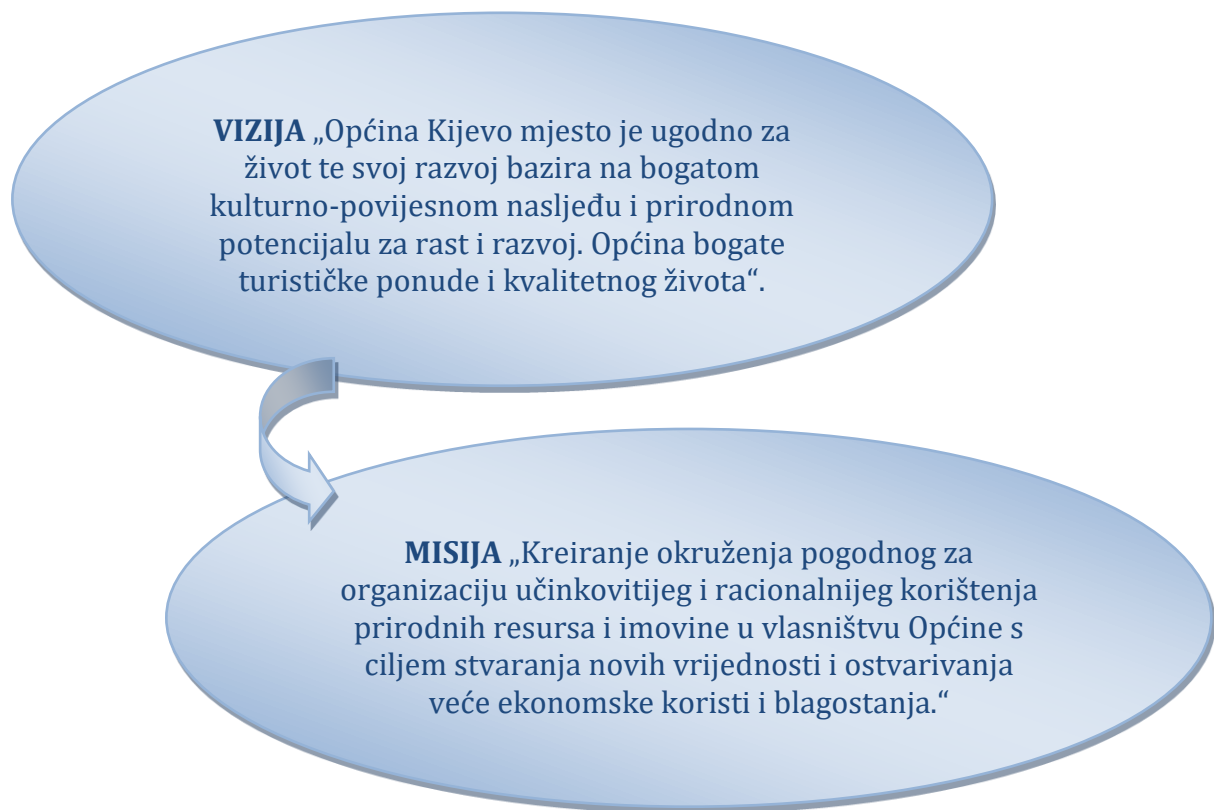 VIZIJA „Općina Kijevo mjesto je ugodno za
život te svoj razvoj bazira na bogatom
kulturno-povijesnom nasljeđu i prirodnom
potencijalu za rast i razvoj. Općina bogate
turističke ponude i kvalitetnog života“.
MISIJA „Kreiranje okruženja pogodnog za
organizaciju učinkovitijeg i racionalnijeg korištenja
prirodnih resursa i imovine u vlasništvu Općine s
ciljem stvaranja novih vrijednosti i ostvarivanja
veće ekonomske koristi i blagostanja.“